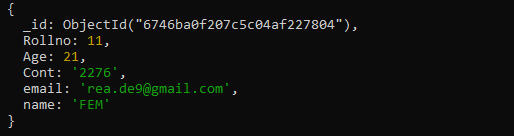 {
_id: ObjectId("6746ba0f207c5c04af227804"),
Rollno: 11,
Age: 21,
Cont: '2276',
email: 'rea.de9@gmail.com',
name: 'FEM'
}